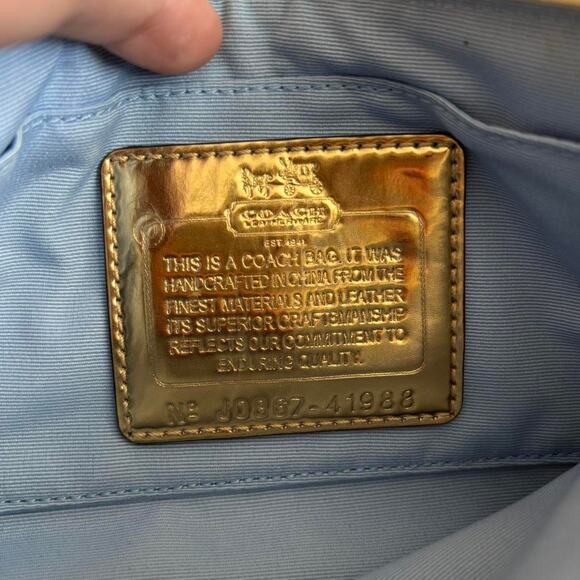 COACH
LEATHERWARE
EST. 1941
THIS IS A COACH BAG. IT WAS
HANDCRAFTED IN CHINA FROM THE
FINEST MATERIALS AND LEATHER
ITS SUPERIOR CRAFTSMANSHIP
REFLECTS OUR COMMITMENT TO
ENDURING QUALITY.
Nº J0867-41988